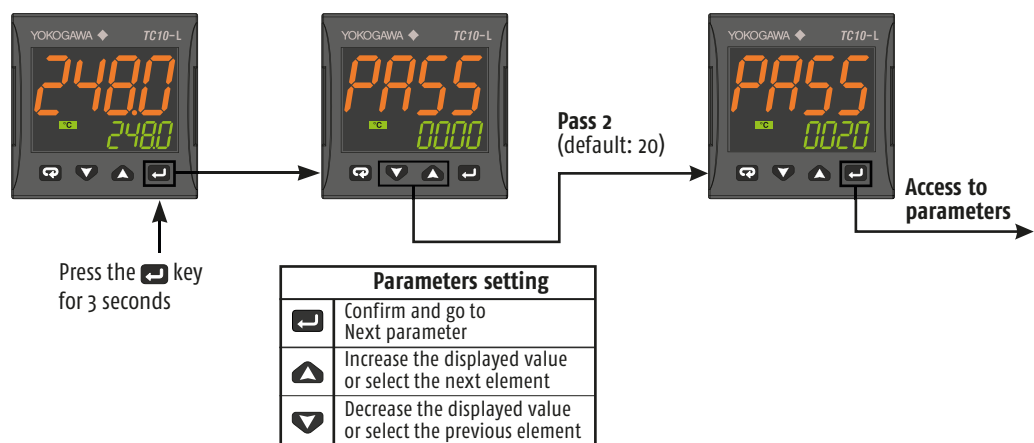 YOKOGAWA ◆ TC10-L
248.0
°C
248.0
YOKOGAWA ◆ TC10-L
PASS
°C
0000
Pass 2
(default: 20)
YOKOGAWA ◆ TC10-L
PASS
°C
0020
Access to
parameters
Press the key
for 3 seconds
Parameters setting
Confirm and go to
Next parameter
Increase the displayed value
or select the next element
Decrease the displayed value
or select the previous element